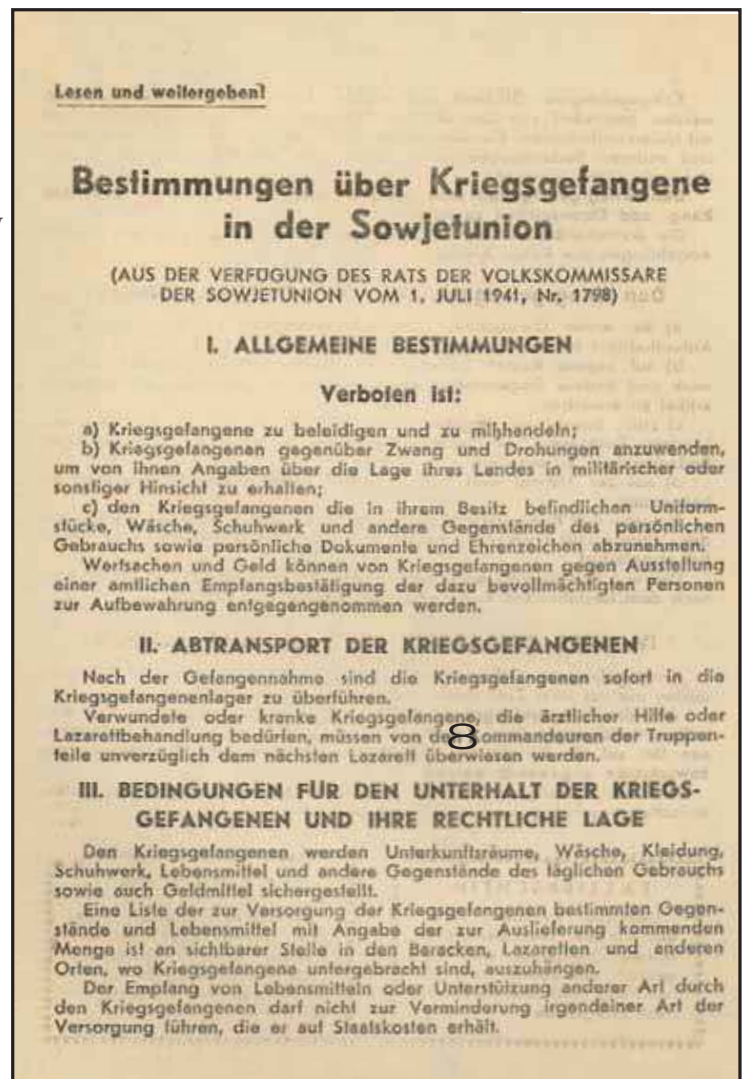 Lesen und weitergeben!
Bestimmungen über Kriegsgefangene
in der Sowjetunion
(AUS DER VERFÜGUNG DES RATS DER VOLKSKOMMISSARE
DER SOWJETUNION VOM 1. JULI 1941, Nr. 1798)
I. ALLGEMEINE BESTIMMUNGEN
Verboten ist:
a) Kriegsgefangene zu beleidigen und zu mißhandeln;
b) Kriegsgefangenen gegenüber Zwang und Drohungen anzuwenden,
um von ihnen Angaben über die Lage ihres Landes in militärischer oder
sonstiger Hinsicht zu erhalten;
c) den Kriegsgefangenen die in ihrem Besitz befindlichen Uniform-
stücke, Wäsche, Schuhwerk und andere Gegenstände des persönlichen
Gebrauchs sowie persönliche Dokumente und Ehrenzeichen abzunehmen.
Wertsachen und Geld können von Kriegsgefangenen gegen Ausstellung
einer amtlichen Empfangsbestätigung der dazu bevollmächtigten Personen
zur Aufbewahrung entgegengenommen werden.
II. ABTRANSPORT DER KRIEGSGEFANGENEN
Nach der Gefangennahme sind die Kriegsgefangenen sofort in die
Kriegsgefangenenlager zu überführen.
Verwundete oder kranke Kriegsgefangene, die ärztlicher Hilfe oder
Lazarettbehandlung bedürfen, müssen von den Kommandeuren der Truppen-
teile unverzüglich dem nächsten Lazarett überwiesen werden.
8
III. BEDINGUNGEN FÜR DEN UNTERHALT DER KRIEGS-
GEFANGENEN UND IHRE RECHTLICHE LAGE
Den Kriegsgefangenen werden Unterkunftsräume, Wäsche, Kleidung,
Schuhwerk, Lebensmittel und andere Gegenstände des täglichen Gebrauchs
sowie auch Geldmittel sichergestellt.
Eine Liste der zur Versorgung der Kriegsgefangenen bestimmten Gegen-
stände und Lebensmittel mit Angabe der zur Auslieferung kommenden
Menge ist an sichtbarer Stelle in den Baracken, Lazaretten und anderen
Orten, wo Kriegsgefangene untergebracht sind, auszuhängen.
Der Empfang von Lebensmitteln oder Unterstützung anderer Art durch
den Kriegsgefangenen darf nicht zur Verminderung irgendeiner Art der
Versorgung führen, die er auf Staatskosten erhält.